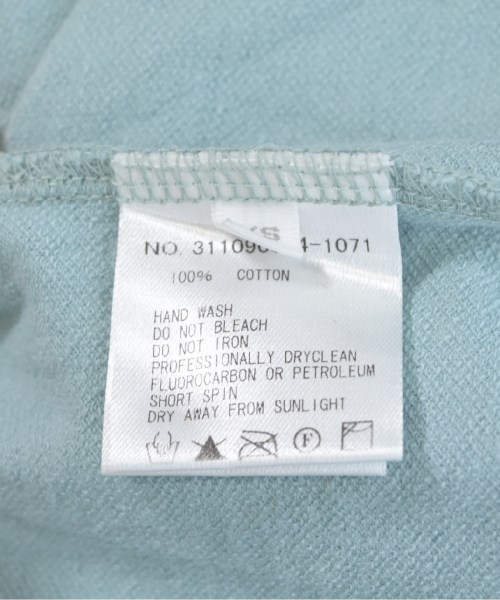 NO. 4-1071
100% COTTON
HAND WASH
DO NOT BLEACH
DO NOT IRON
PROFESSIONALLY DRYCLEAN
FLUOROCARBON OR PETROLEUM
SHORT SPIN
DRY AWAY FROM SUNLIGHT
F